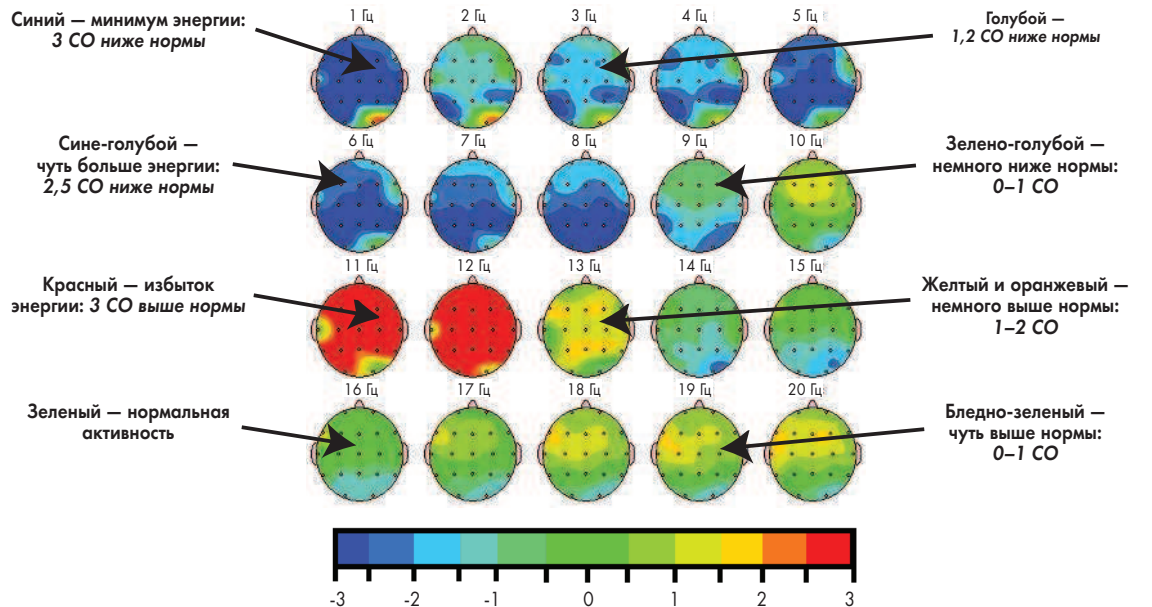 Синий — минимум энергии:
3 СО ниже нормы
1 Гц
2 Гц
3 Гц
4 Гц
5 Гц
Голубой —
1,2 СО ниже нормы
Сине-голубой —
чуть больше энергии:
2,5 СО ниже нормы
6 Гц
7 Гц
8 Гц
9 Гц
10 Гц
Зелено-голубой —
немного ниже нормы:
0–1 СО
Красный — избыток
энергии: 3 СО выше нормы
11 Гц
12 Гц
13 Гц
14 Гц
15 Гц
Желтый и оранжевый —
немного выше нормы:
1–2 СО
Зеленый — нормальная
активность
16 Гц
17 Гц
18 Гц
19 Гц
20 Гц
Бледно-зеленый —
чуть выше нормы:
0–1 СО
-3 -2 -1 0 1 2 3